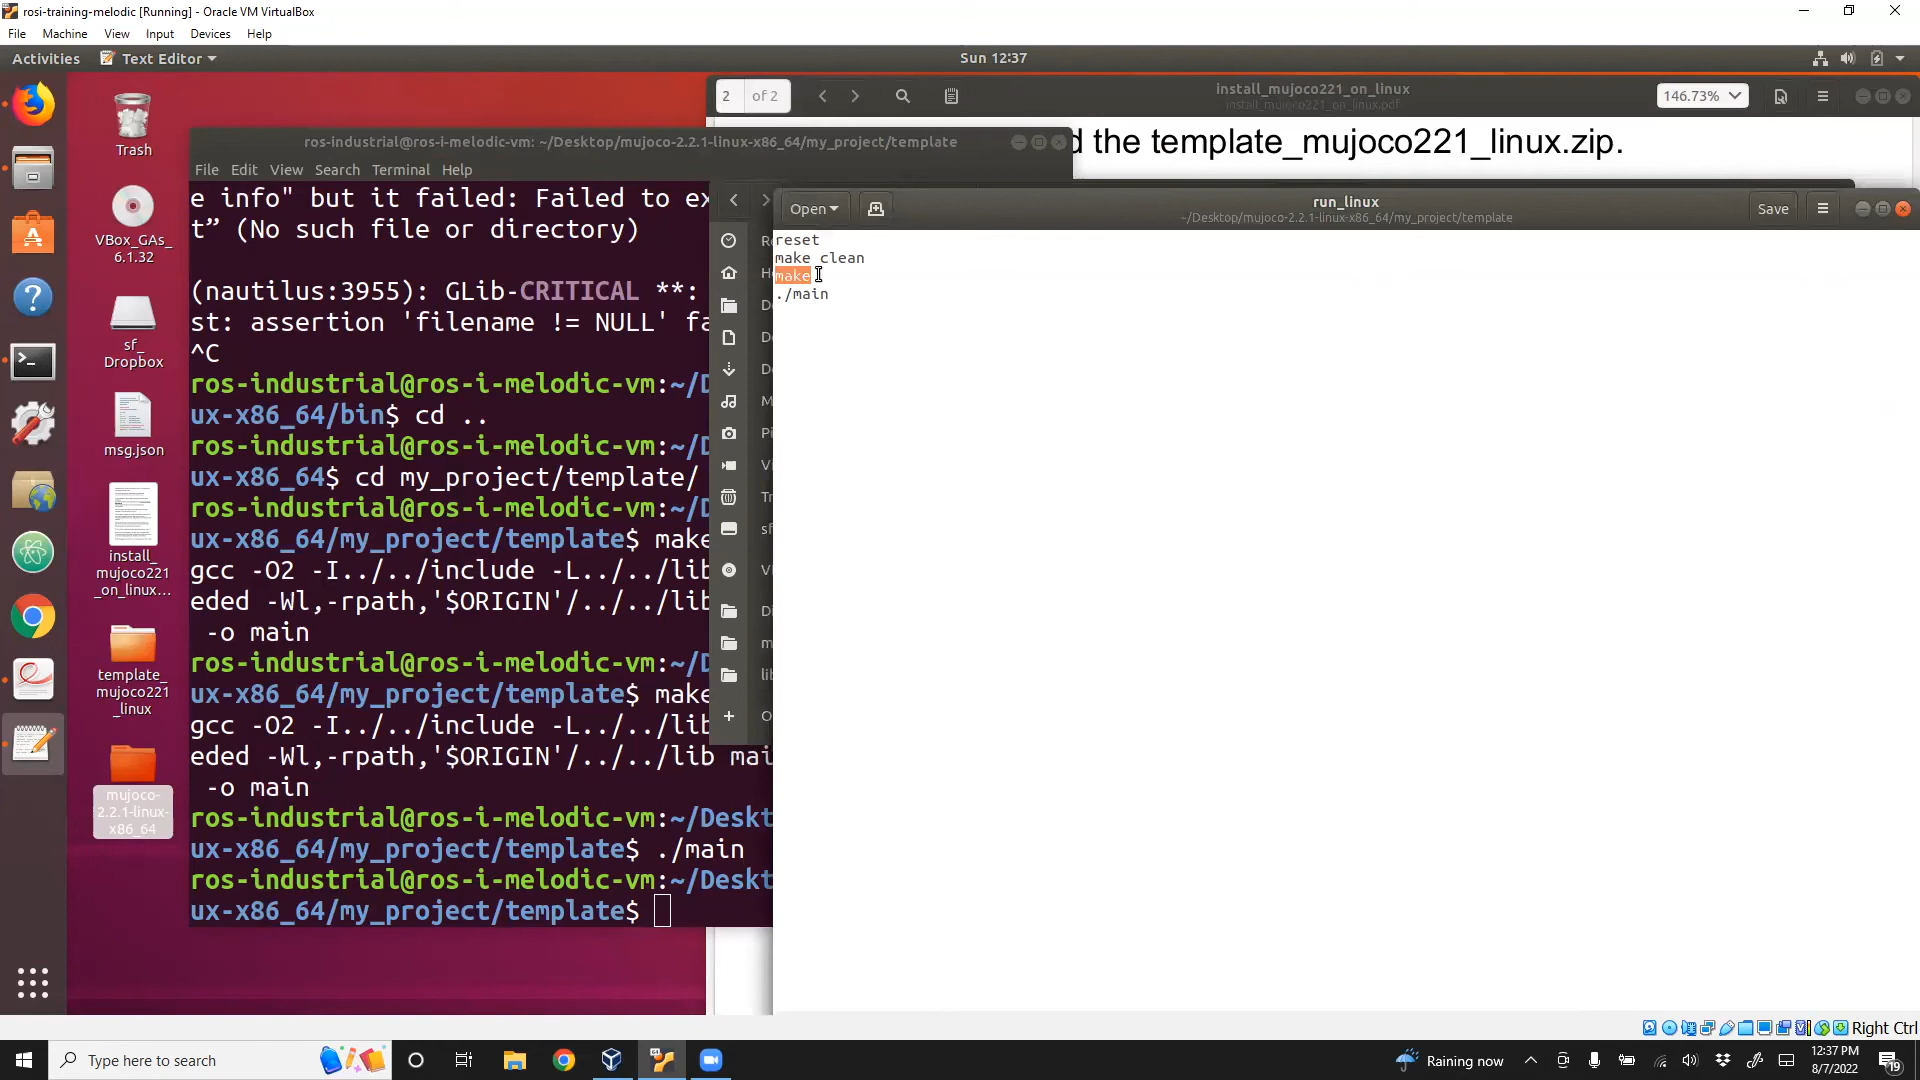 rosi-training-melodic [Running] - Oracle VM VirtualBox
File Machine View Input Devices Help
Activities Text Editor Sun 12:37
2 of 2
install_mujoco221_on_linux
install_mujoco221_on_linux.pdf
146.73%
d the template_mujoco221_linux.zip.
Trash
VBox_GAs_
6.1.32
sf_
Dropbox
msg.json
install_
mujoco221
_on_linux...
template_
mujoco221
_linux
mujoco-
2.2.1-linux-
x86_64
ros-industrial@ros-i-melodic-vm: ~/Desktop/mujoco-2.2.1-linux-x86_64/my_project/template
File Edit View Search Terminal Help
e info" but it failed: Failed to ex
t” (No such file or directory)
(nautilus:3955): GLib-CRITICAL **:
st: assertion 'filename != NULL' fa
^C
ros-industrial@ros-i-melodic-vm:~/D
ux-x86_64/bin$ cd ..
ros-industrial@ros-i-melodic-vm:~/D
ux-x86_64$ cd my_project/template/
ros-industrial@ros-i-melodic-vm:~/D
ux-x86_64/my_project/template$ make
gcc -O2 -I../../include -L../../lib
eded -Wl,-rpath,'$ORIGIN'/../../lib
-o main
ros-industrial@ros-i-melodic-vm:~/D
ux-x86_64/my_project/template$ make
gcc -O2 -I../../include -L../../lib
eded -Wl,-rpath,'$ORIGIN'/../../lib mai
-o main
ros-industrial@ros-i-melodic-vm:~/Deskt
ux-x86_64/my_project/template$ ./main
ros-industrial@ros-i-melodic-vm:~/Deskt
ux-x86_64/my_project/template$
Open
run_linux
~/Desktop/mujoco-2.2.1-linux-x86_64/my_project/template
Save
reset
make clean
make
./main
Right Ctrl
Type here to search
Raining now
12:37 PM
8/7/2022
19